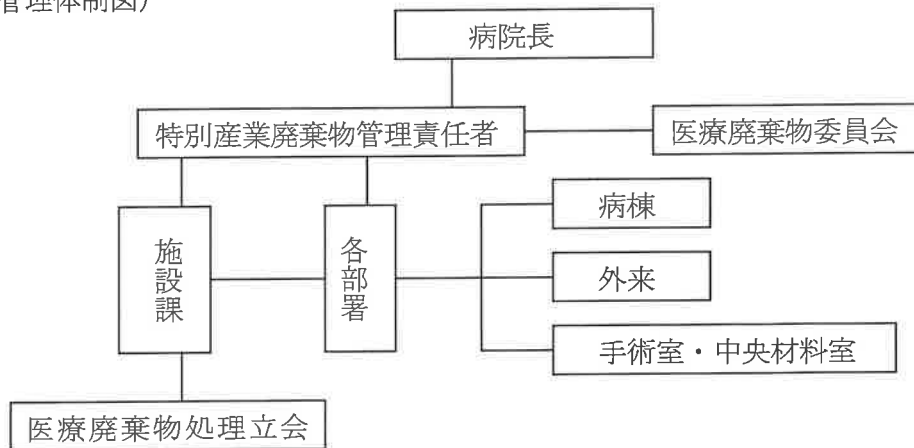 管理体制図）
病院長
特別産業廃棄物管理責任者
医療廃棄物委員会
施設課
各部署
病棟
外来
手術室・中央材料室
医療廃棄物処理立会